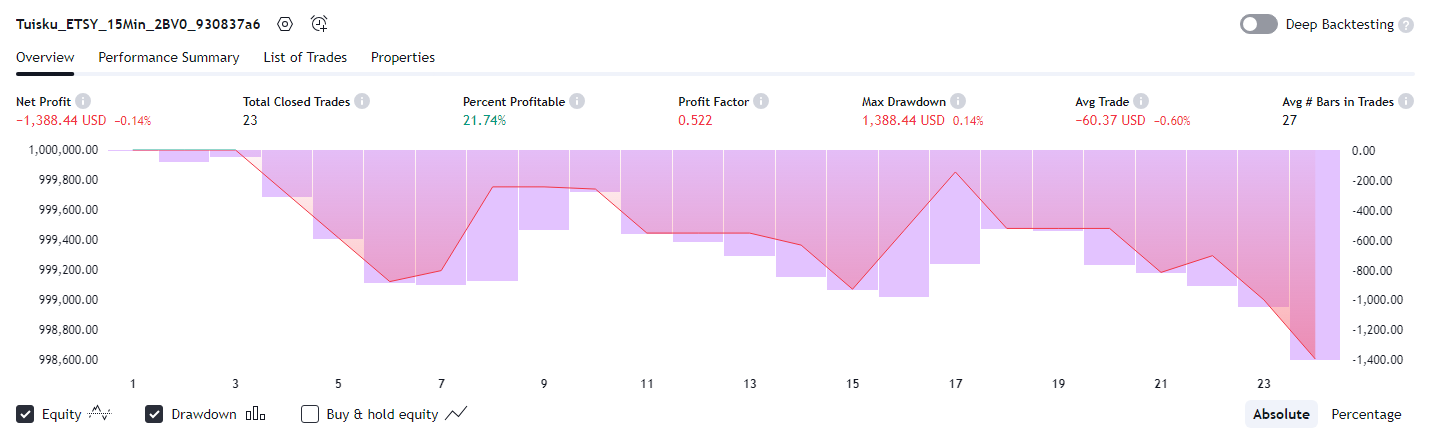 Tuisku_ETSY_15Min_2BV0_930837a6 Deep Backtesting ?
Overview Performance Summary List of Trades Properties
Net Profit Total Closed Trades Percent Profitable Profit Factor Max Drawdown Avg Trade Avg # Bars in Trades
−1,388.44 USD −0.14% 23 21.74% 0.522 1,388.44 USD 0.14% −60.37 USD −0.60% 27
1,000,000.00 0.00
999,800.00 -200.00
999,600.00 -400.00
999,400.00 -600.00
999,200.00 -800.00
999,000.00 -1,000.00
998,800.00 -1,200.00
998,600.00 -1,400.00
1 3 5 7 9 11 13 15 17 19 21 23
Equity Drawdown Buy & hold equity Absolute Percentage